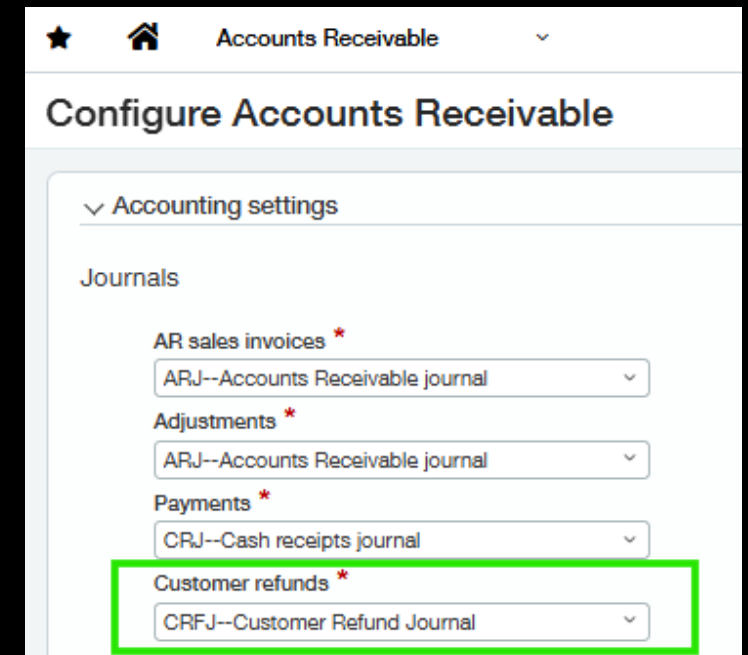 Accounts Receivable
Configure Accounts Receivable
Accounting settings
Journals
AR sales invoices *
ARJ--Accounts Receivable journal
Adjustments *
ARJ--Accounts Receivable journal
Payments *
CRJ--Cash receipts journal
Customer refunds *
CRFJ--Customer Refund Journal